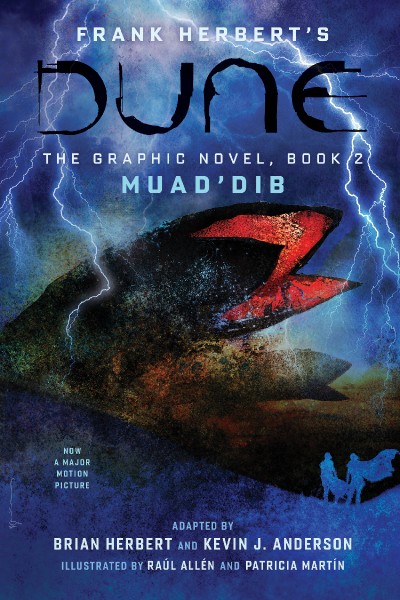 FRANK HERBERT'S
DUNE
THE GRAPHIC NOVEL, BOOK 2
MUAD'DIB
NOW
A MAJOR
MOTION
PICTURE
ADAPTED BY
BRIAN HERBERT AND KEVIN J. ANDERSON
ILLUSTRATED BY RAÚL ALLÉN AND PATRICIA MARTÍN